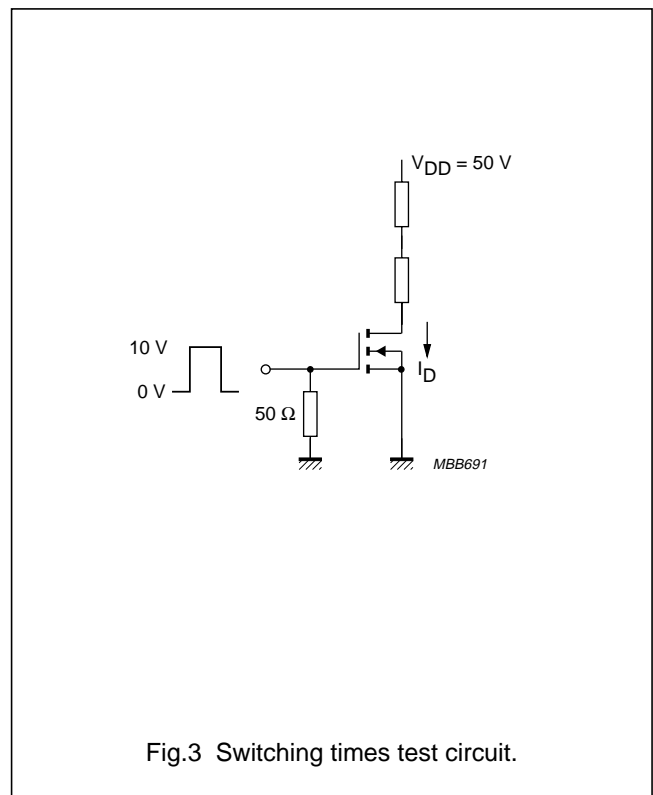 V_DD = 50 V
10 V
0 V
I_D
50 Ω
MBB691
Fig.3 Switching times test circuit.